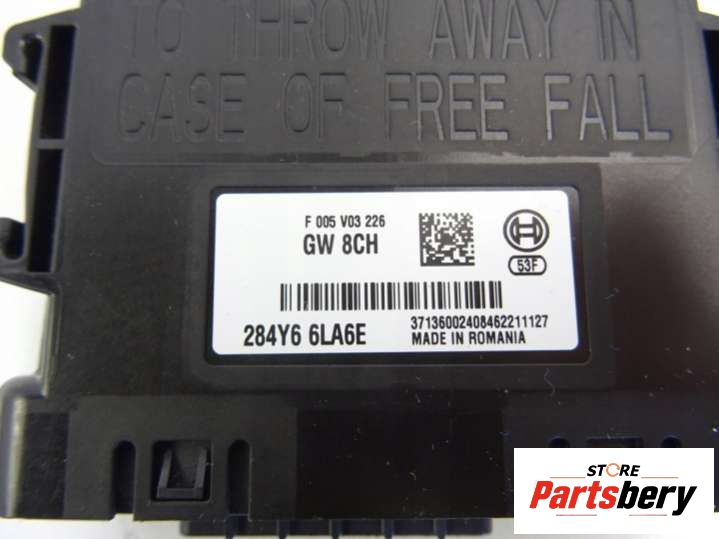 TO THROW AWAY IN
CASE OF FREE FALL
F 005 V03 226
GW 8CH
53F
284Y6 6LA6E
37136002408462211127
MADE IN ROMANIA
STORE
Partsbery